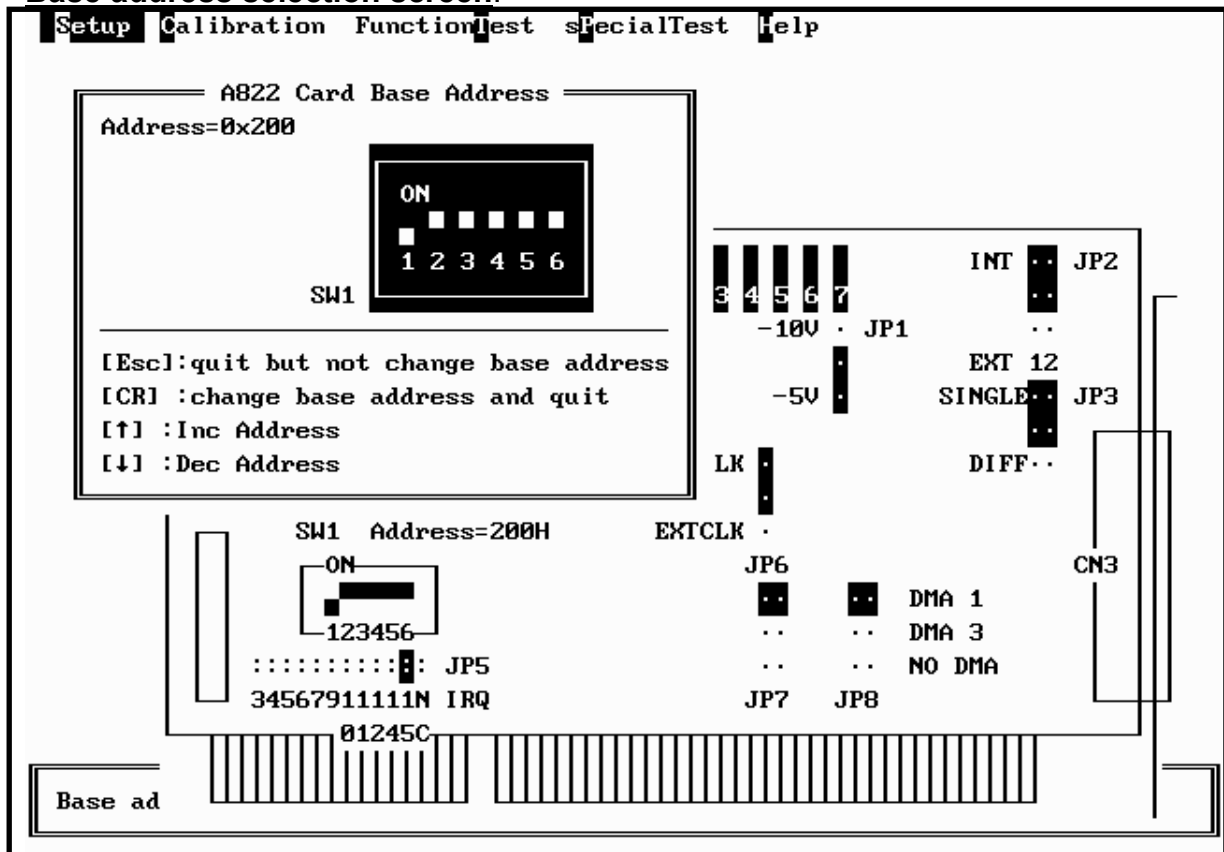 Base address selection screen.
Setup Calibration FunctionTest sPecialTest Help
A822 Card Base Address
Address=0x200
ON
1 2 3 4 5 6
SW1
[Esc]:quit but not change base address
[CR] :change base address and quit
[↑] :Inc Address
[↓] :Dec Address
3 4 5 6 7
INT JP2
-10V JP1
EXT 12
-5V SINGLE JP3
LK DIFF
SW1 Address=200H EXTCLK
ON JP6 CN3
DMA 1
123456 DMA 3
JP5 NO DMA
34567911111N IRQ JP7 JP8
01245C
Base ad